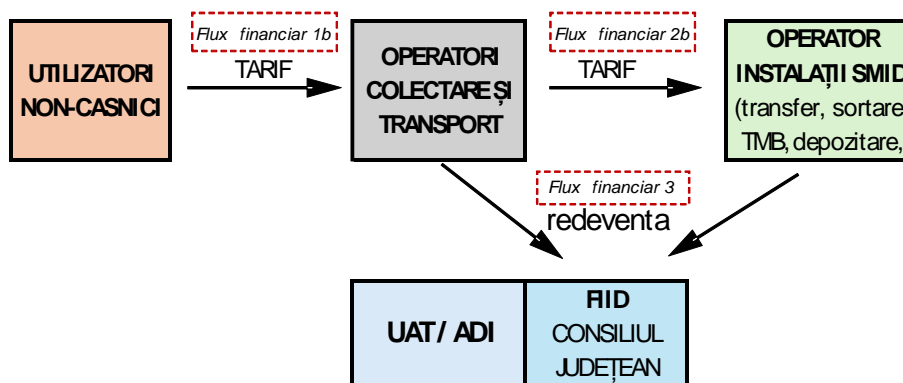 Flux financiar 1b
Flux financiar 2b
UTILIZATORI
NON-CASNICI
TARIF
OPERATORI
COLECTARE ȘI
TRANSPORT
TARIF
OPERATOR
INSTALAȚII SMID
(transfer, sortare,
TMB, depozitare,
Flux financiar 3
redeventa
UAT / ADI
FIID
CONSILIUL
JUDEȚEAN